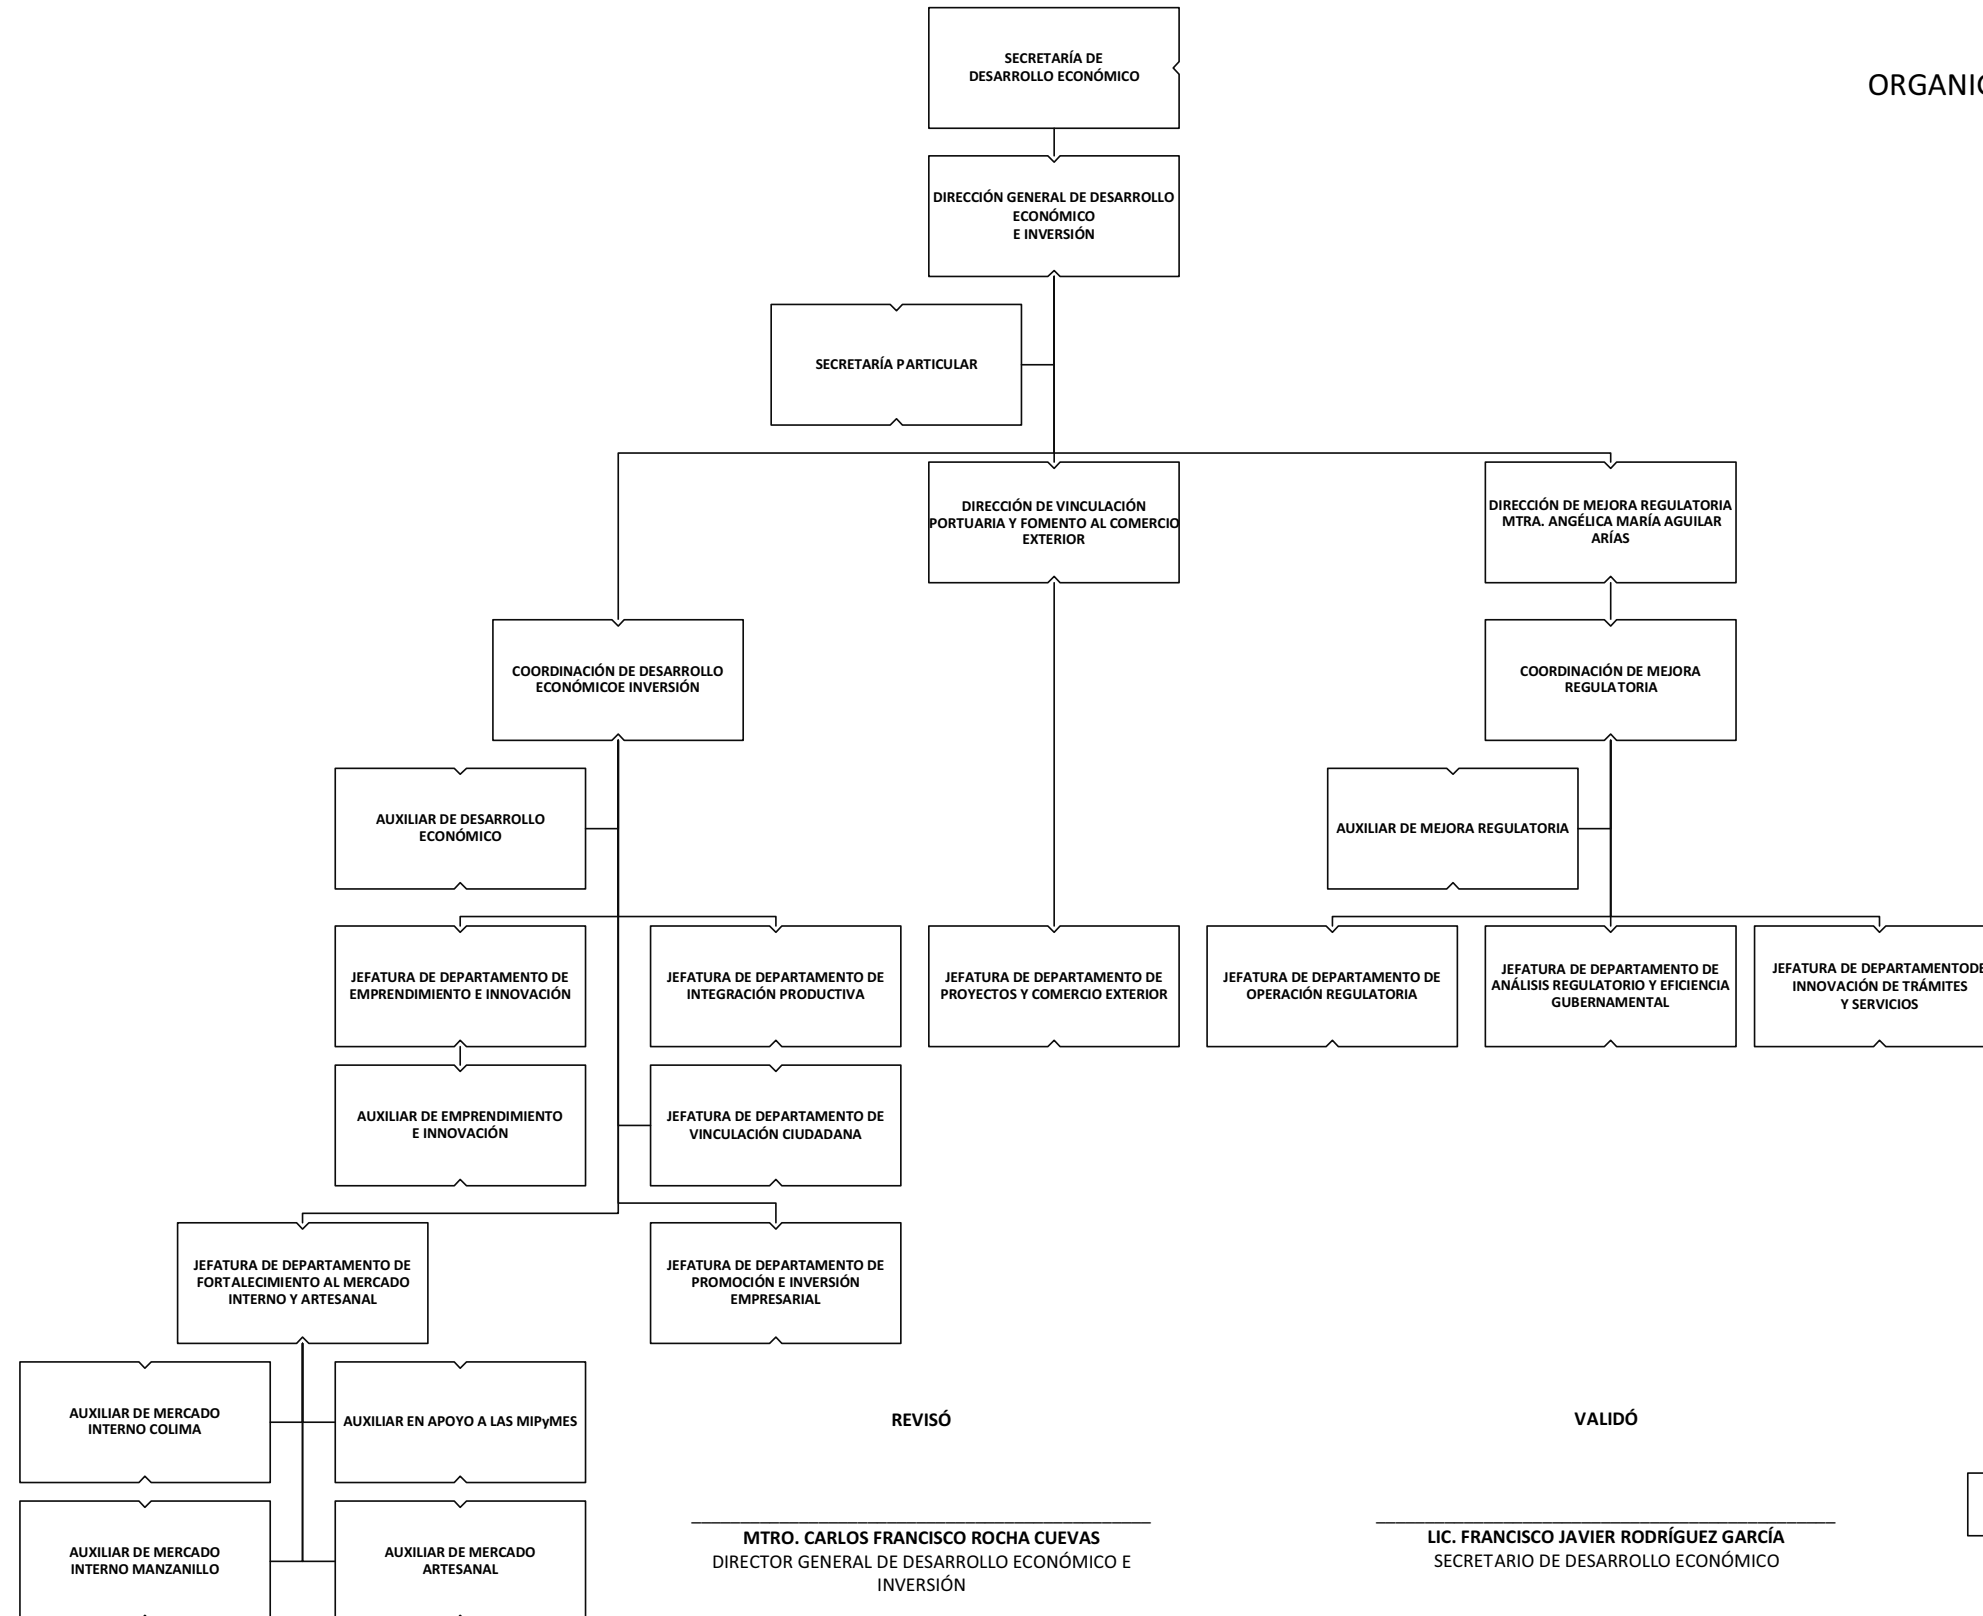 SECRETARÍA DE
DESARROLLO ECONÓMICO
ORGANIG
DIRECCIÓN GENERAL DE DESARROLLO
ECONÓMICO
E INVERSIÓN
SECRETARÍA PARTICULAR
DIRECCIÓN DE VINCULACIÓN
PORTUARIA Y FOMENTO AL COMERCIO
EXTERIOR
DIRECCIÓN DE MEJORA REGULATORIA
MTRA. ANGÉLICA MARÍA AGUILAR
ARÍAS
COORDINACIÓN DE DESARROLLO
ECONÓMICOE INVERSIÓN
COORDINACIÓN DE MEJORA
REGULATORIA
AUXILIAR DE DESARROLLO
ECONÓMICO
AUXILIAR DE MEJORA REGULATORIA
JEFATURA DE DEPARTAMENTO DE
EMPRENDIMIENTO E INNOVACIÓN
JEFATURA DE DEPARTAMENTO DE
INTEGRACIÓN PRODUCTIVA
JEFATURA DE DEPARTAMENTO DE
PROYECTOS Y COMERCIO EXTERIOR
JEFATURA DE DEPARTAMENTO DE
OPERACIÓN REGULATORIA
JEFATURA DE DEPARTAMENTO DE
ANÁLISIS REGULATORIO Y EFICIENCIA
GUBERNAMENTAL
JEFATURA DE DEPARTAMENTODE
INNOVACIÓN DE TRÁMITES
Y SERVICIOS
AUXILIAR DE EMPRENDIMIENTO
E INNOVACIÓN
JEFATURA DE DEPARTAMENTO DE
VINCULACIÓN CIUDADANA
JEFATURA DE DEPARTAMENTO DE
FORTALECIMIENTO AL MERCADO
INTERNO Y ARTESANAL
JEFATURA DE DEPARTAMENTO DE
PROMOCIÓN E INVERSIÓN
EMPRESARIAL
AUXILIAR DE MERCADO
INTERNO COLIMA
AUXILIAR EN APOYO A LAS MIPyMES
REVISÓ
VALIDÓ
AUXILIAR DE MERCADO
INTERNO MANZANILLO
AUXILIAR DE MERCADO
ARTESANAL
MTRO. CARLOS FRANCISCO ROCHA CUEVAS
DIRECTOR GENERAL DE DESARROLLO ECONÓMICO E
INVERSIÓN
LIC. FRANCISCO JAVIER RODRÍGUEZ GARCÍA
SECRETARIO DE DESARROLLO ECONÓMICO